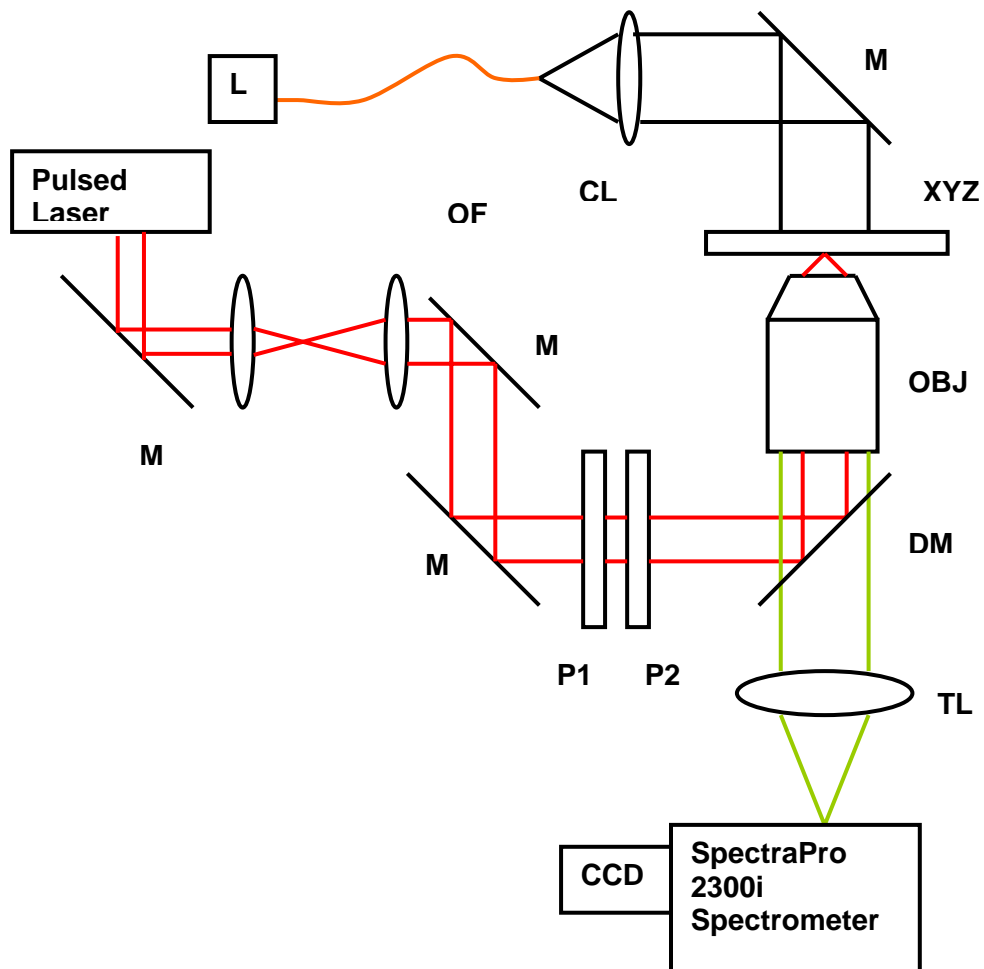 L
M
Pulsed
Laser
CL
XYZ
OF
M
OBJ
M
M
DM
P1
P2
TL
CCD
SpectraPro
2300i
Spectrometer